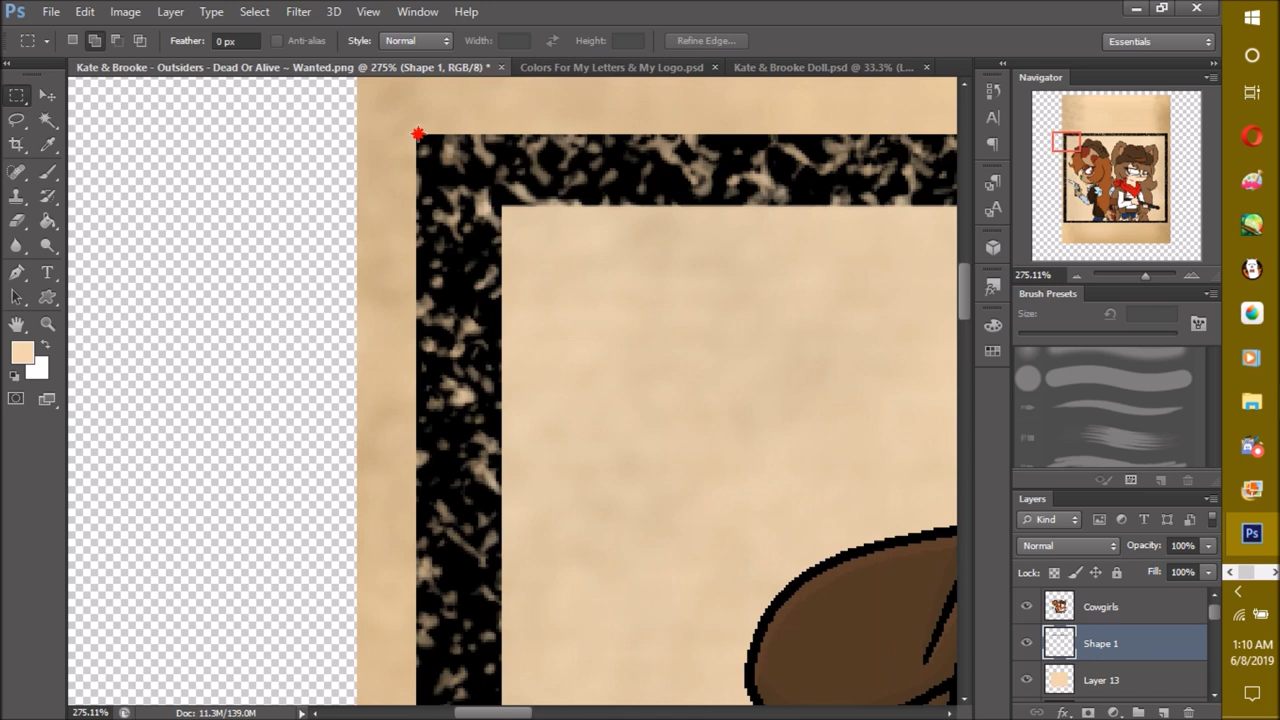 Ps File Edit Image Layer Type Select Filter 3D View Window Help
Feather: 0 px Anti-alias Style: Normal Width: Height: Refine Edge... Essentials
Kate & Brooke - Outsiders - Dead Or Alive ~ Wanted.png @ 275% (Shape 1, RGB/8) * × Colors For My Letters & My Logo.psd × Kate & Brooke Doll.psd @ 33.3% (L... ×
Navigator
275.11%
Brush Presets
Size:
Layers
Kind
Normal Opacity: 100%
Lock: Fill: 100%
Cowgirls
Shape 1
Layer 13
275.11% Doc: 11.3M/139.0M
Ps
1:10 AM
6/8/2019